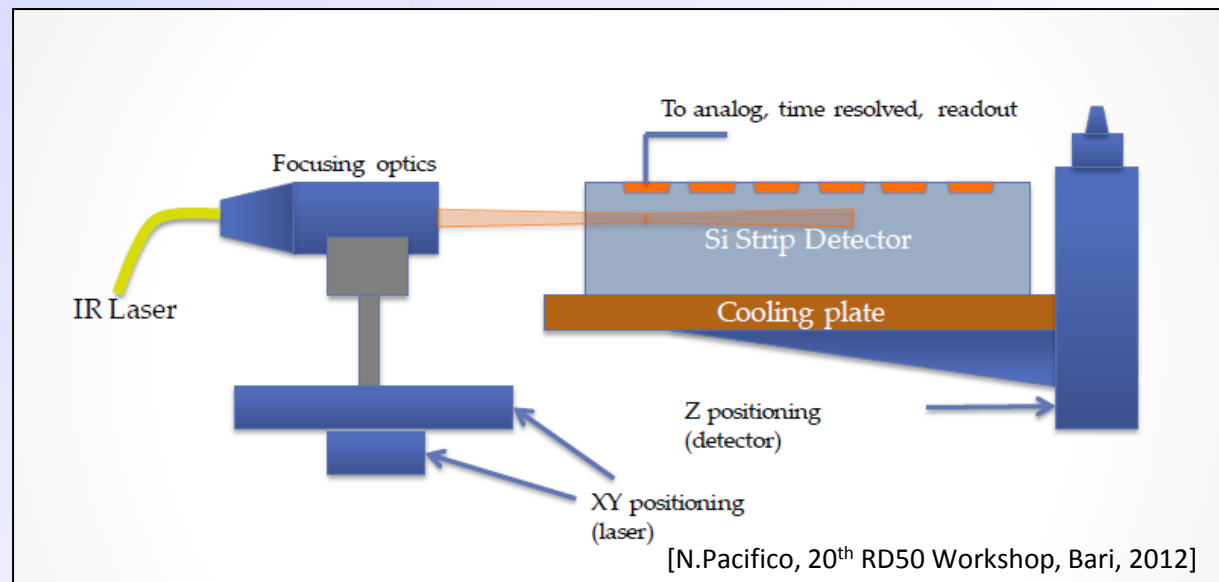 To analog, time resolved, readout
Focusing optics
Si Strip Detector
IR Laser
Cooling plate
Z positioning
(detector)
XY positioning
(laser)
[N.Pacifico, 20th RD50 Workshop, Bari, 2012]